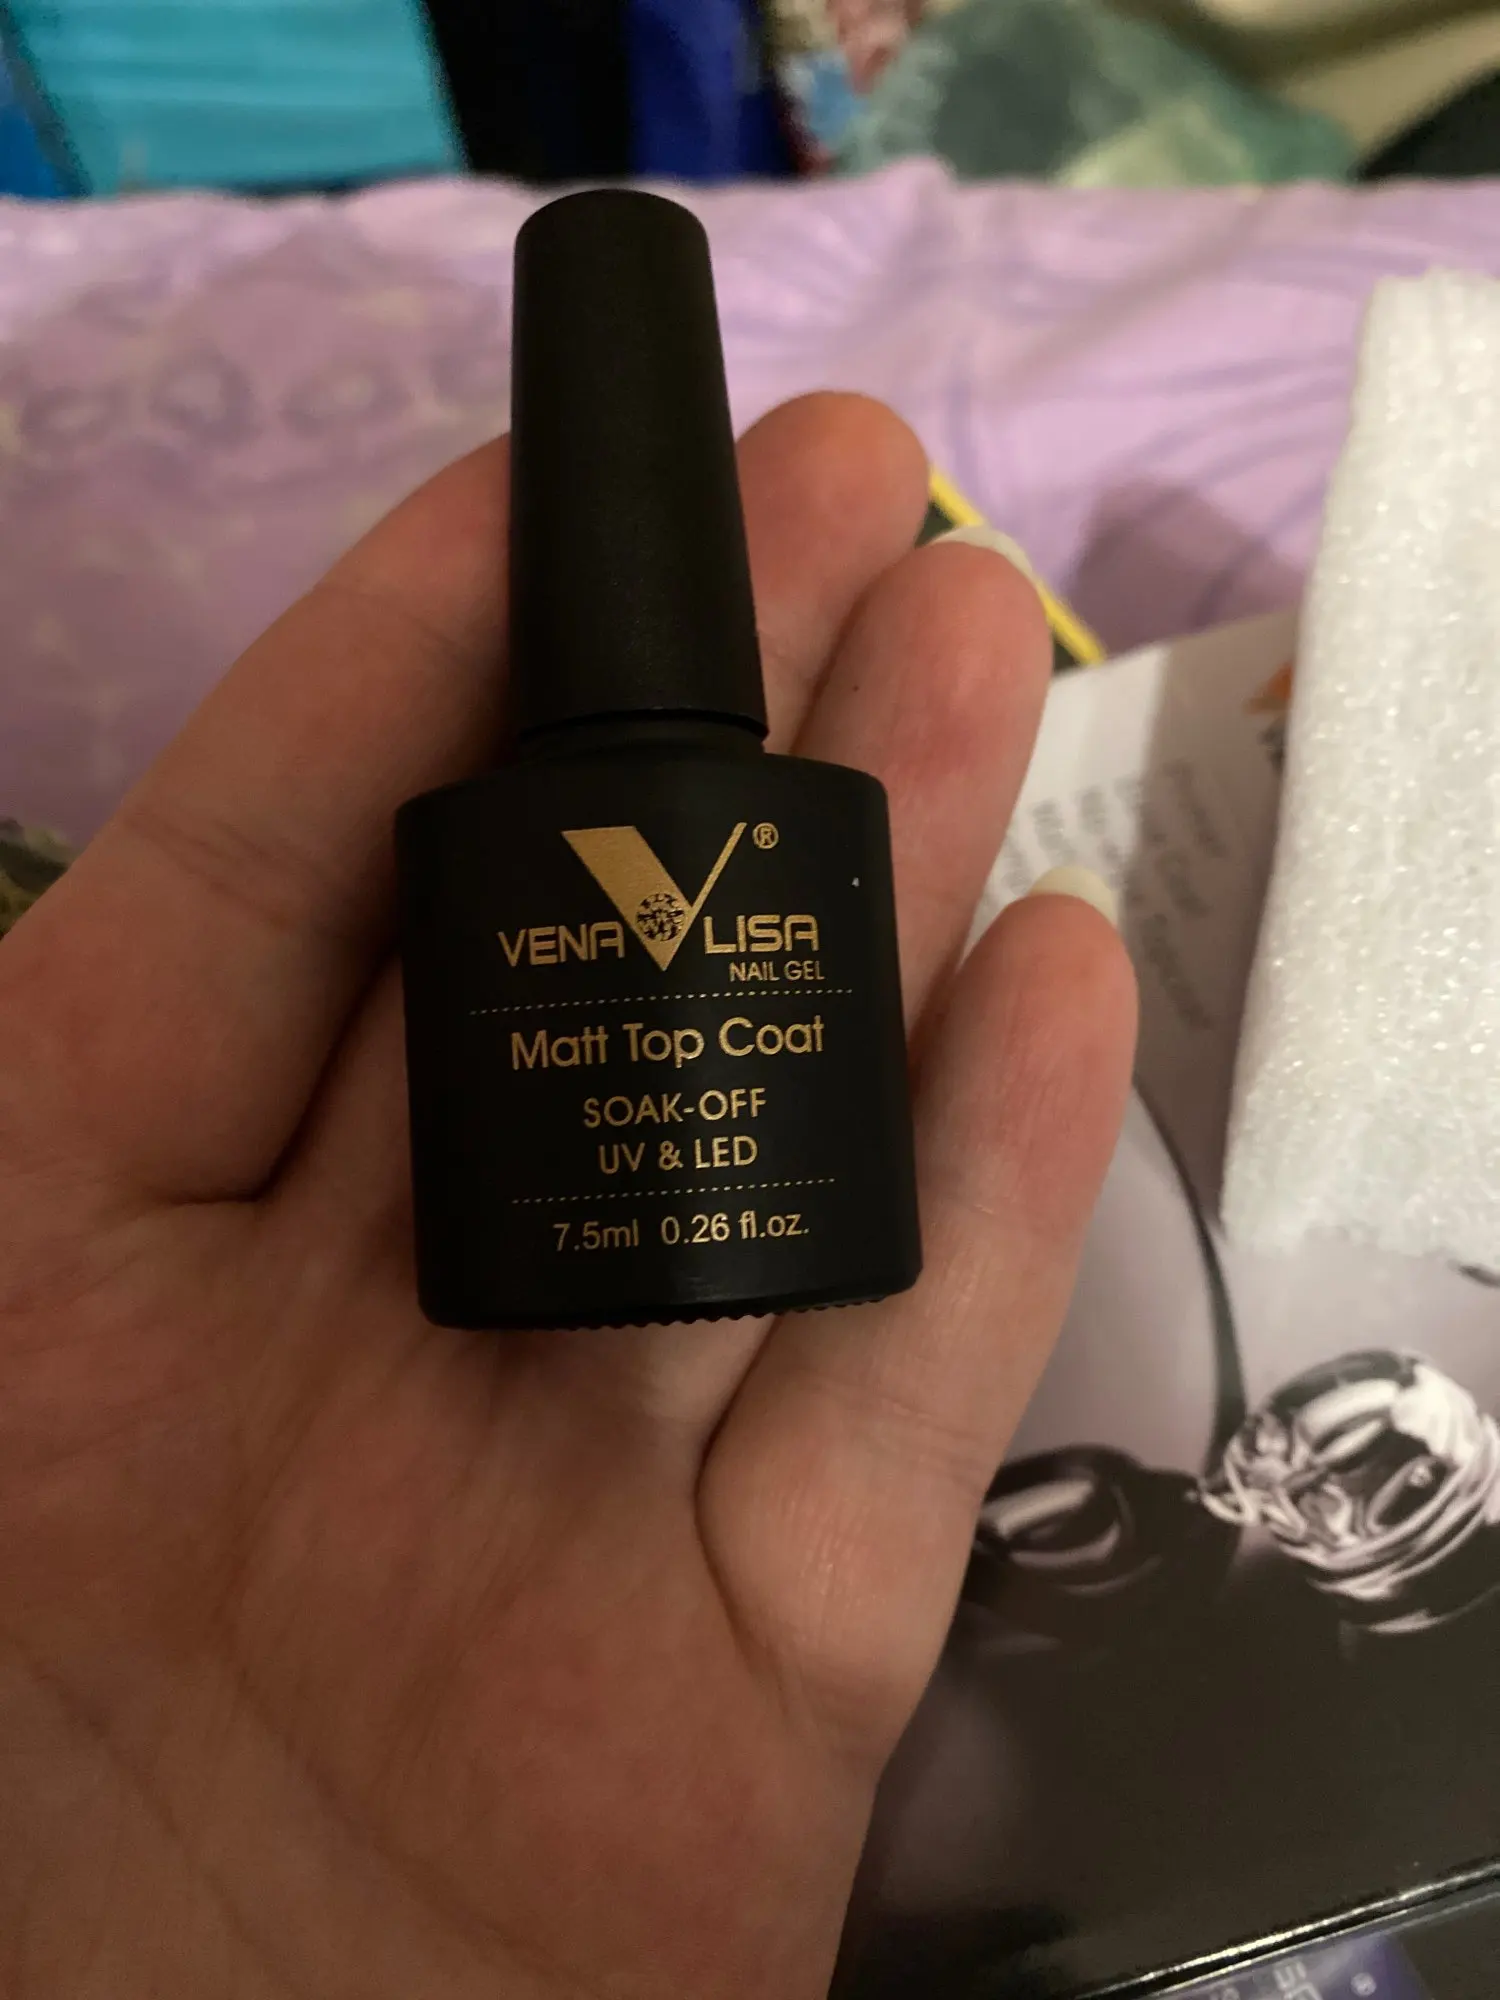 VENA LISA ®
NAIL GEL
Matt Top Coat
SOAK-OFF
UV & LED
7.5ml 0.26 fl.oz.